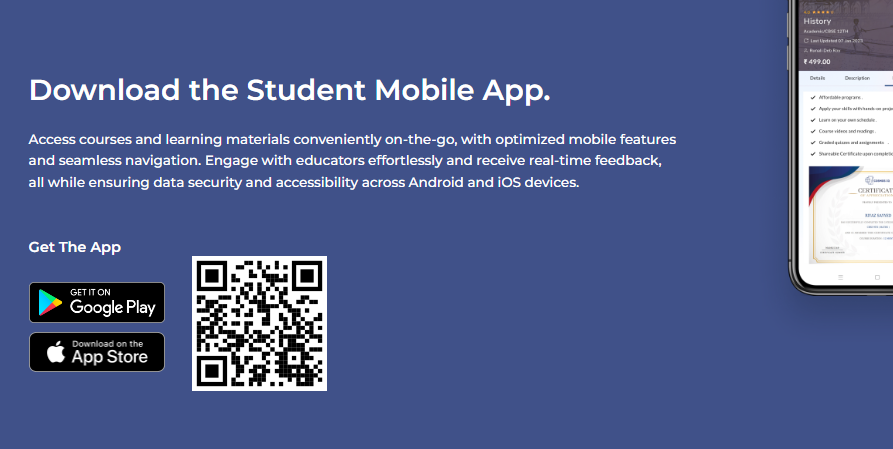 Download the Student Mobile App.
Access courses and learning materials conveniently on-the-go, with optimized mobile features
and seamless navigation. Engage with educators effortlessly and receive real-time feedback,
all while ensuring data security and accessibility across Android and iOS devices.
Get The App
GET IT ON
Google Play
Download on the
App Store
History
Academic/CBSE 12TH
Last Updated 07 Jan 2025
₹ 499.00
Details Description
Affordable programs.
Apply your skills with hands-on
Learn on your own schedule.
Course videos and readings.
Graded quizzes and assignments.
Shareable Certificate upon